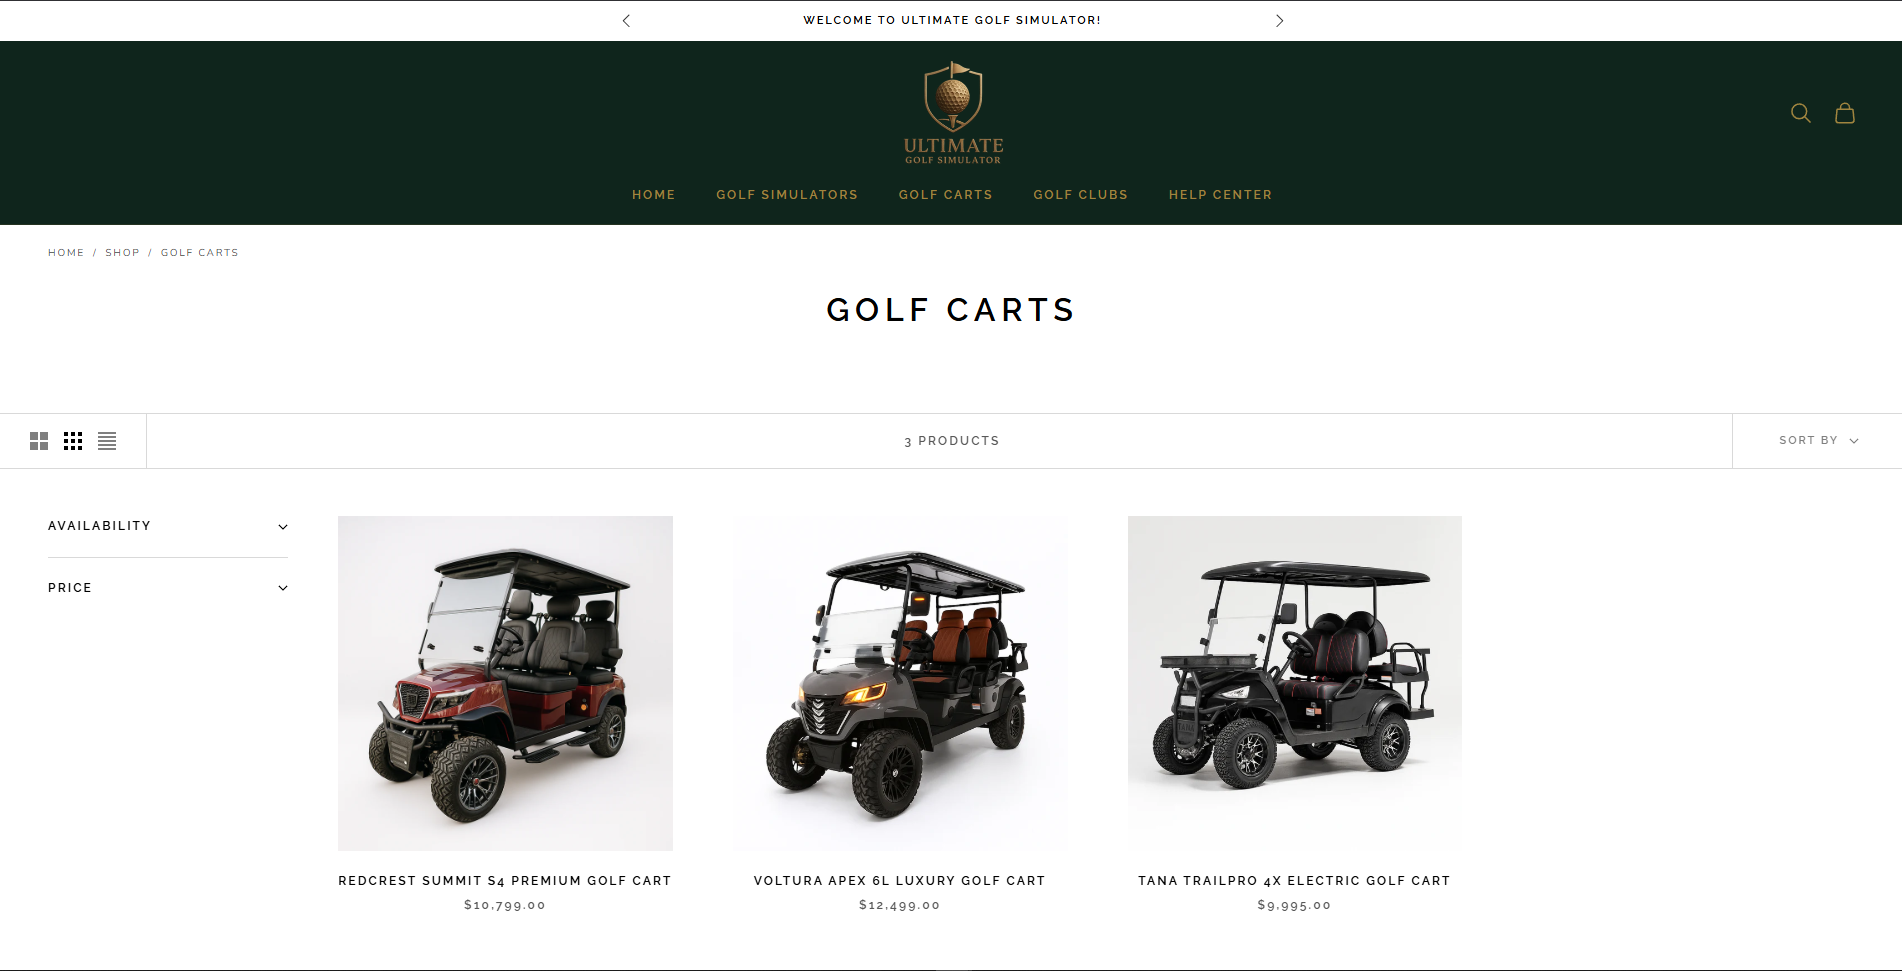 WELCOME TO ULTIMATE GOLF SIMULATOR!
ULTIMATE
GOLF SIMULATOR
HOME GOLF SIMULATORS GOLF CARTS GOLF CLUBS HELP CENTER
HOME / SHOP / GOLF CARTS
GOLF CARTS
3 PRODUCTS
SORT BY
AVAILABILITY
PRICE
REDCREST SUMMIT S4 PREMIUM GOLF CART
$10,799.00
VOLTURA APEX 6L LUXURY GOLF CART
$12,499.00
TANA TRAILPRO 4X ELECTRIC GOLF CART
$9,995.00